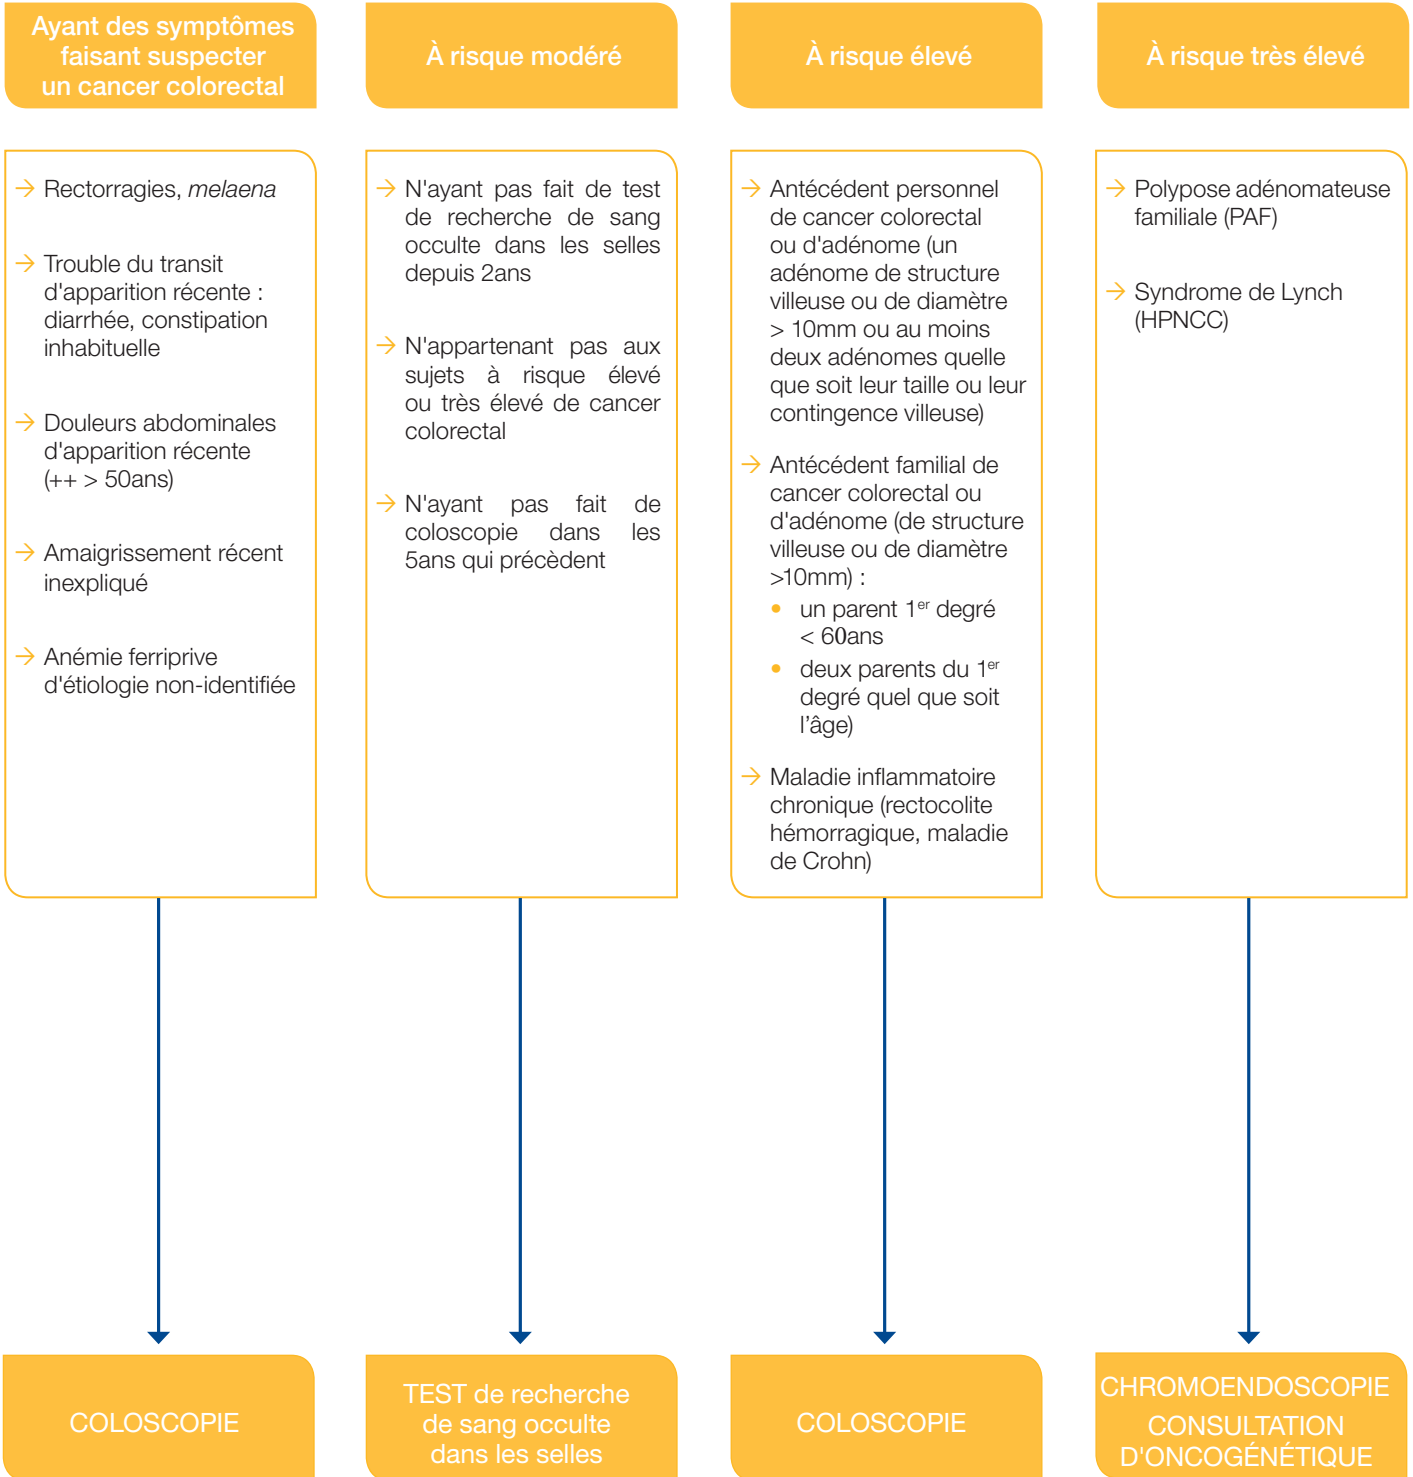 Ayant des symptômes
faisant suspecter
un cancer colorectal
→ Rectorragies, melaena
→ Trouble du transit
d'apparition récente :
diarrhée, constipation
inhabituelle
→ Douleurs abdominales
d'apparition récente
(++ > 50ans)
→ Amaigrissement récent
inexpliqué
→ Anémie ferriprive
d'étiologie non-identifiée
COLOSCOPIE
À risque modéré
→ N'ayant pas fait de test
de recherche de sang
occulte dans les selles
depuis 2ans
→ N'appartenant pas aux
sujets à risque élevé
ou très élevé de cancer
colorectal
→ N'ayant pas fait de
coloscopie dans les
5ans qui précèdent
TEST de recherche
de sang occulte
dans les selles
À risque élevé
→ Antécédent personnel
de cancer colorectal
ou d'adénome (un
adénome de structure
villeuse ou de diamètre
> 10mm ou au moins
deux adénomes quelle
que soit leur taille ou leur
contingence villeuse)
→ Antécédent familial de
cancer colorectal ou
d'adénome (de structure
villeuse ou de diamètre
>10mm) :
• un parent 1er degré
< 60ans
• deux parents du 1er
degré quel que soit
l’âge)
→ Maladie inflammatoire
chronique (rectocolite
hémorragique, maladie
de Crohn)
COLOSCOPIE
À risque très élevé
→ Polypose adénomateuse
familiale (PAF)
→ Syndrome de Lynch
(HPNCC)
CHROMOENDOSCOPIE
CONSULTATION
D'ONCOGÉNÉTIQUE